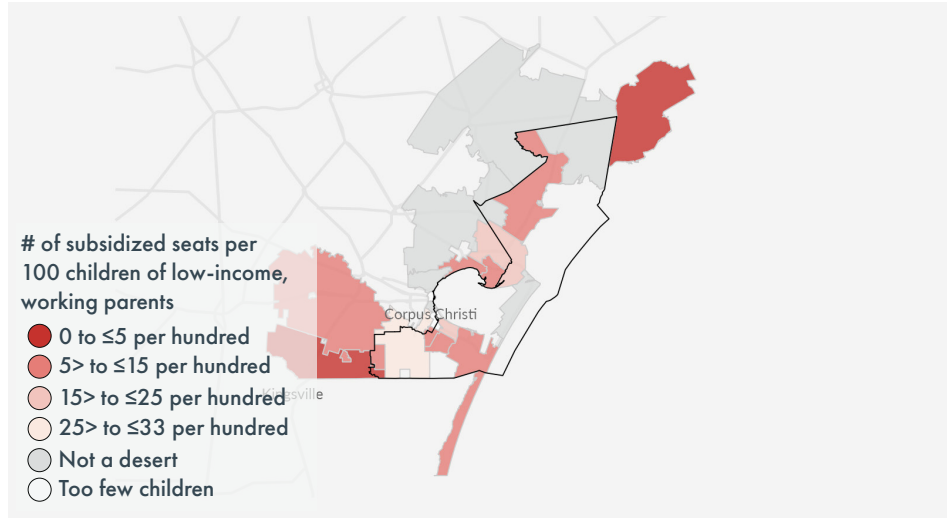 # of subsidized seats per
100 children of low-income,
working parents
0 to ≤5 per hundred
5> to ≤15 per hundred
15> to ≤25 per hundred
25> to ≤33 per hundred
Not a desert
Too few children
Corpus Christi
Kingsville